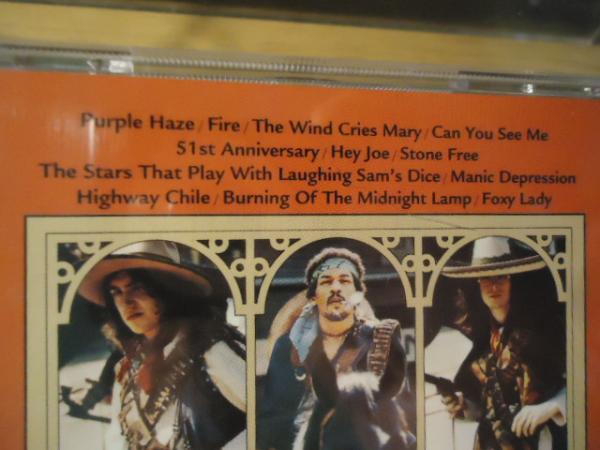 Purple Haze / Fire / The Wind Cries Mary / Can You See Me
51st Anniversary / Hey Joe / Stone Free
The Stars That Play With Laughing Sam's Dice / Manic Depression
Highway Chile / Burning Of The Midnight Lamp / Foxy Lady